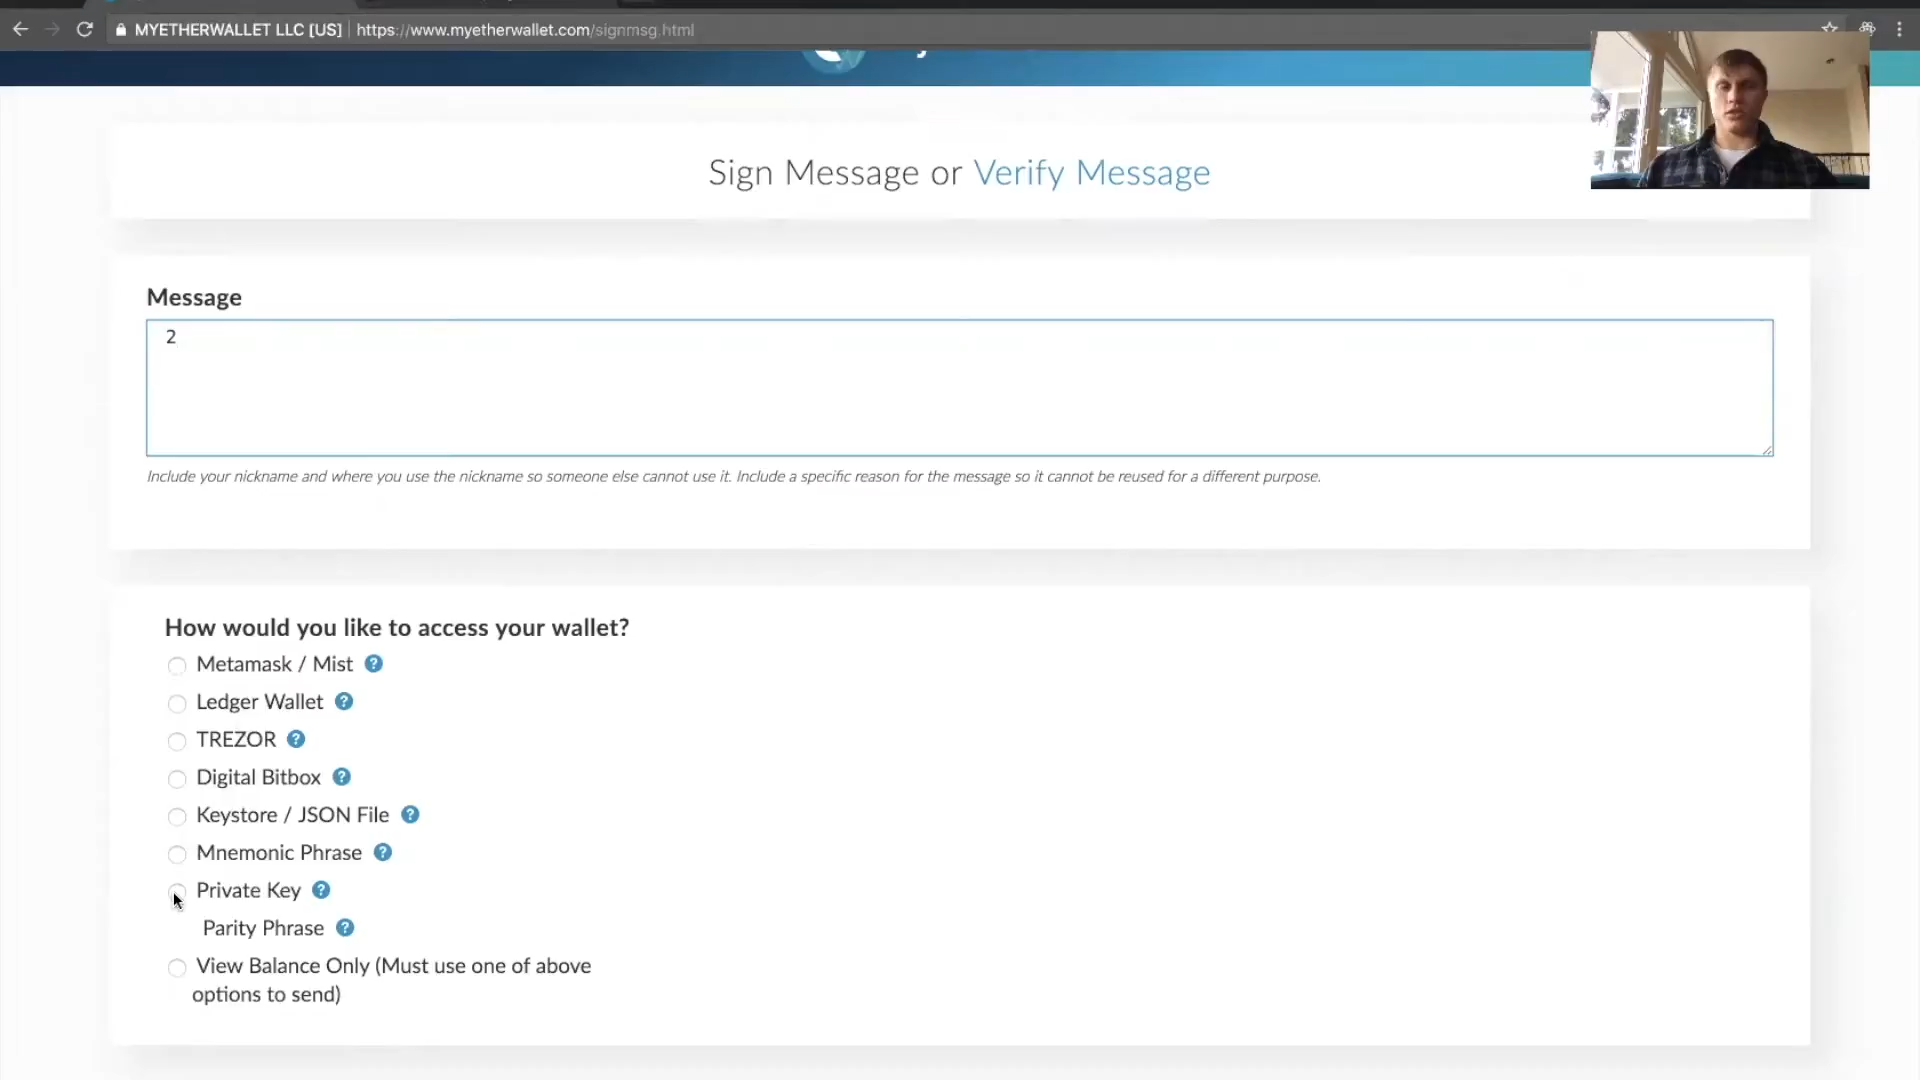 MYETHERWALLET LLC [US] | https://www.myetherwallet.com/signmsg.html
Sign Message or Verify Message
Message
2
Include your nickname and where you use the nickname so someone else cannot use it. Include a specific reason for the message so it cannot be reused for a different purpose.
How would you like to access your wallet?
Metamask / Mist ?
Ledger Wallet ?
TREZOR ?
Digital Bitbox ?
Keystore / JSON File ?
Mnemonic Phrase ?
Private Key ?
Parity Phrase ?
View Balance Only (Must use one of above
options to send)